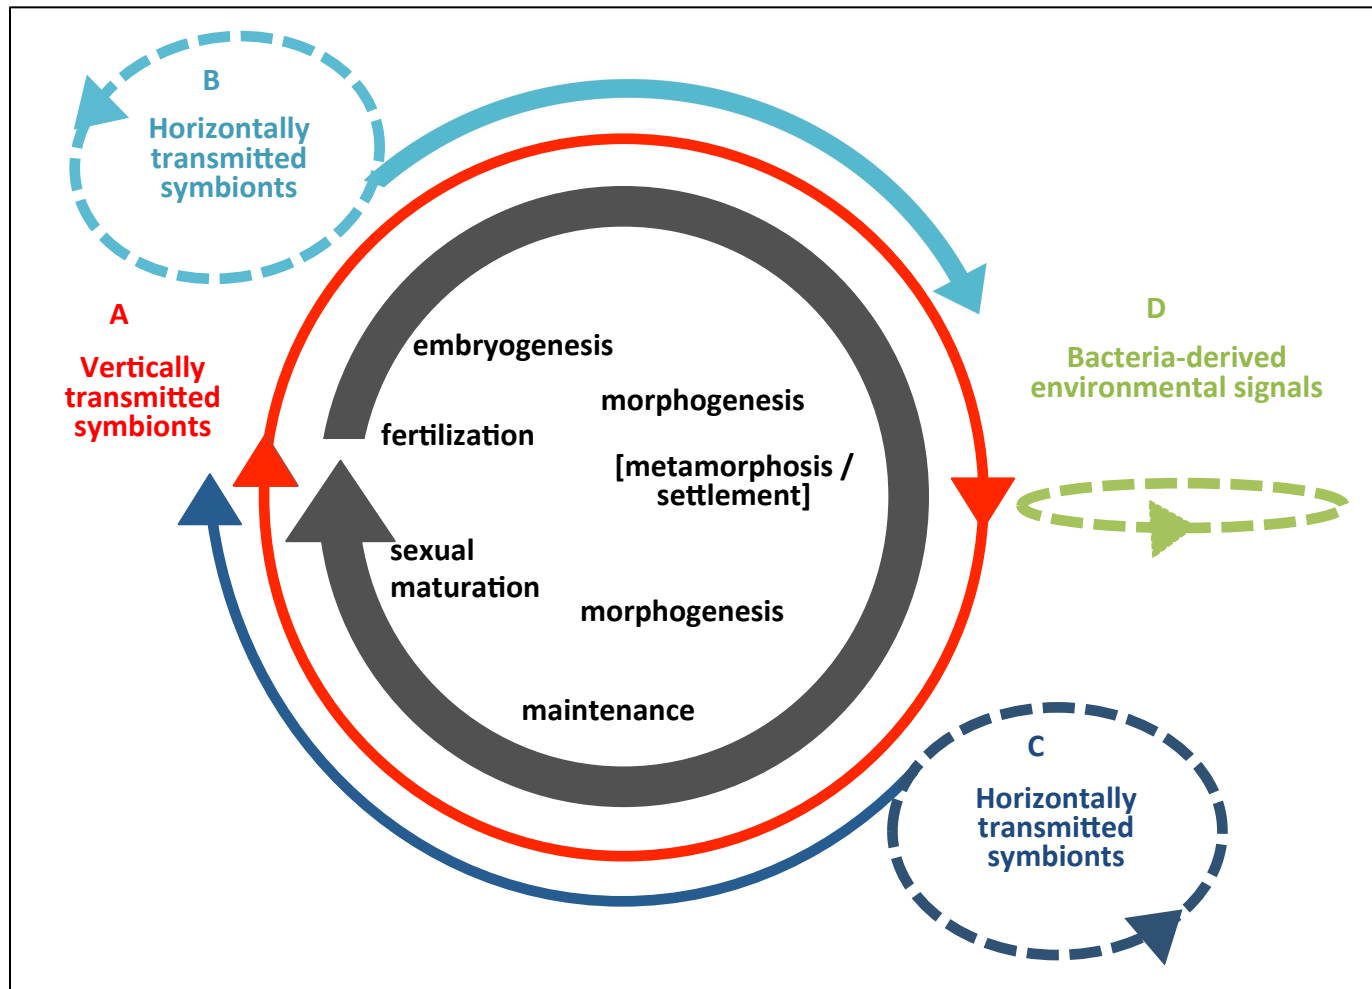 B
Horizontally
transmitted
symbionts
A
Vertically
transmitted
symbionts
embryogenesis
morphogenesis
fertilization
[metamorphosis /
settlement]
sexual
maturation
morphogenesis
maintenance
D
Bacteria-derived
environmental signals
C
Horizontally
transmitted
symbionts